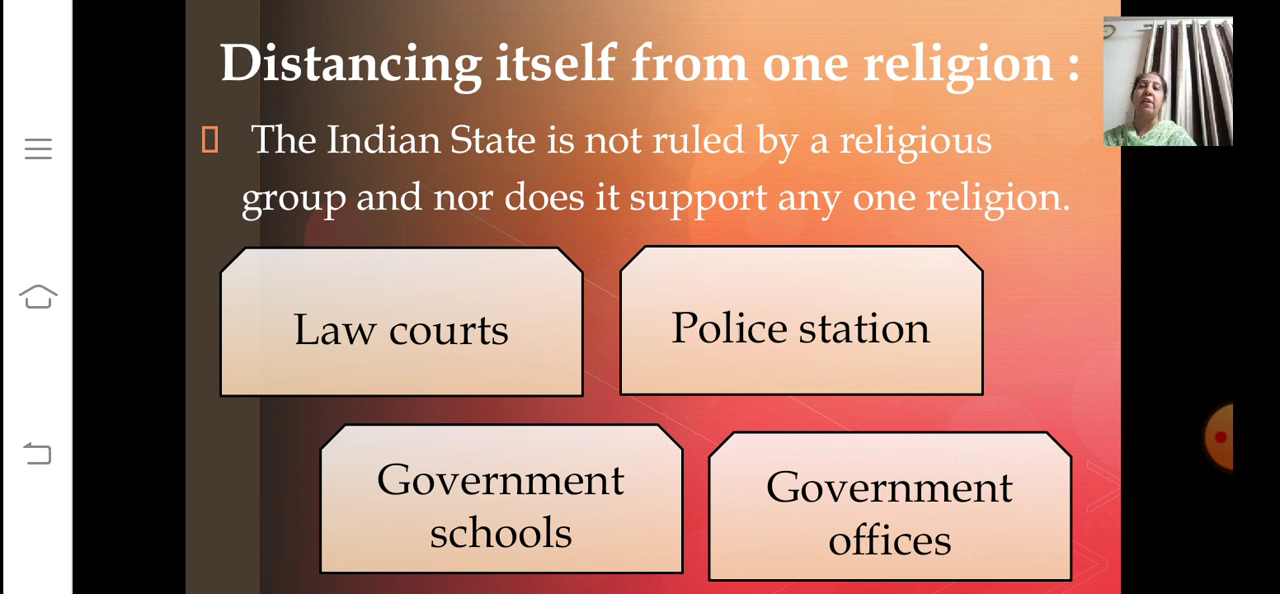 Distancing itself from one religion :
The Indian State is not ruled by a religious
group and nor does it support any one religion.
Law courts
Police station
Government
schools
Government
offices